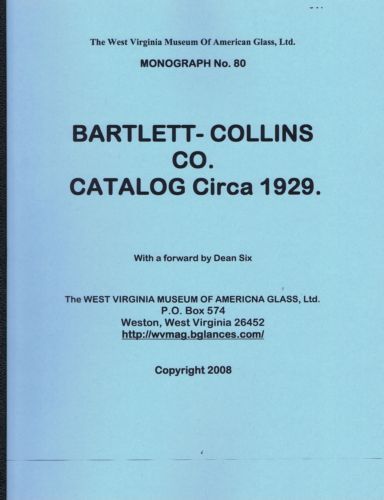 The West Virginia Museum Of American Glass, Ltd.
MONOGRAPH No. 80
BARTLETT- COLLINS
CO.
CATALOG Circa 1929.
With a forward by Dean Six
The WEST VIRGINIA MUSEUM OF AMERICNA GLASS, Ltd.
P.O. Box 574
Weston, West Virginia 26452
http://wvmag.bglances.com/
Copyright 2008